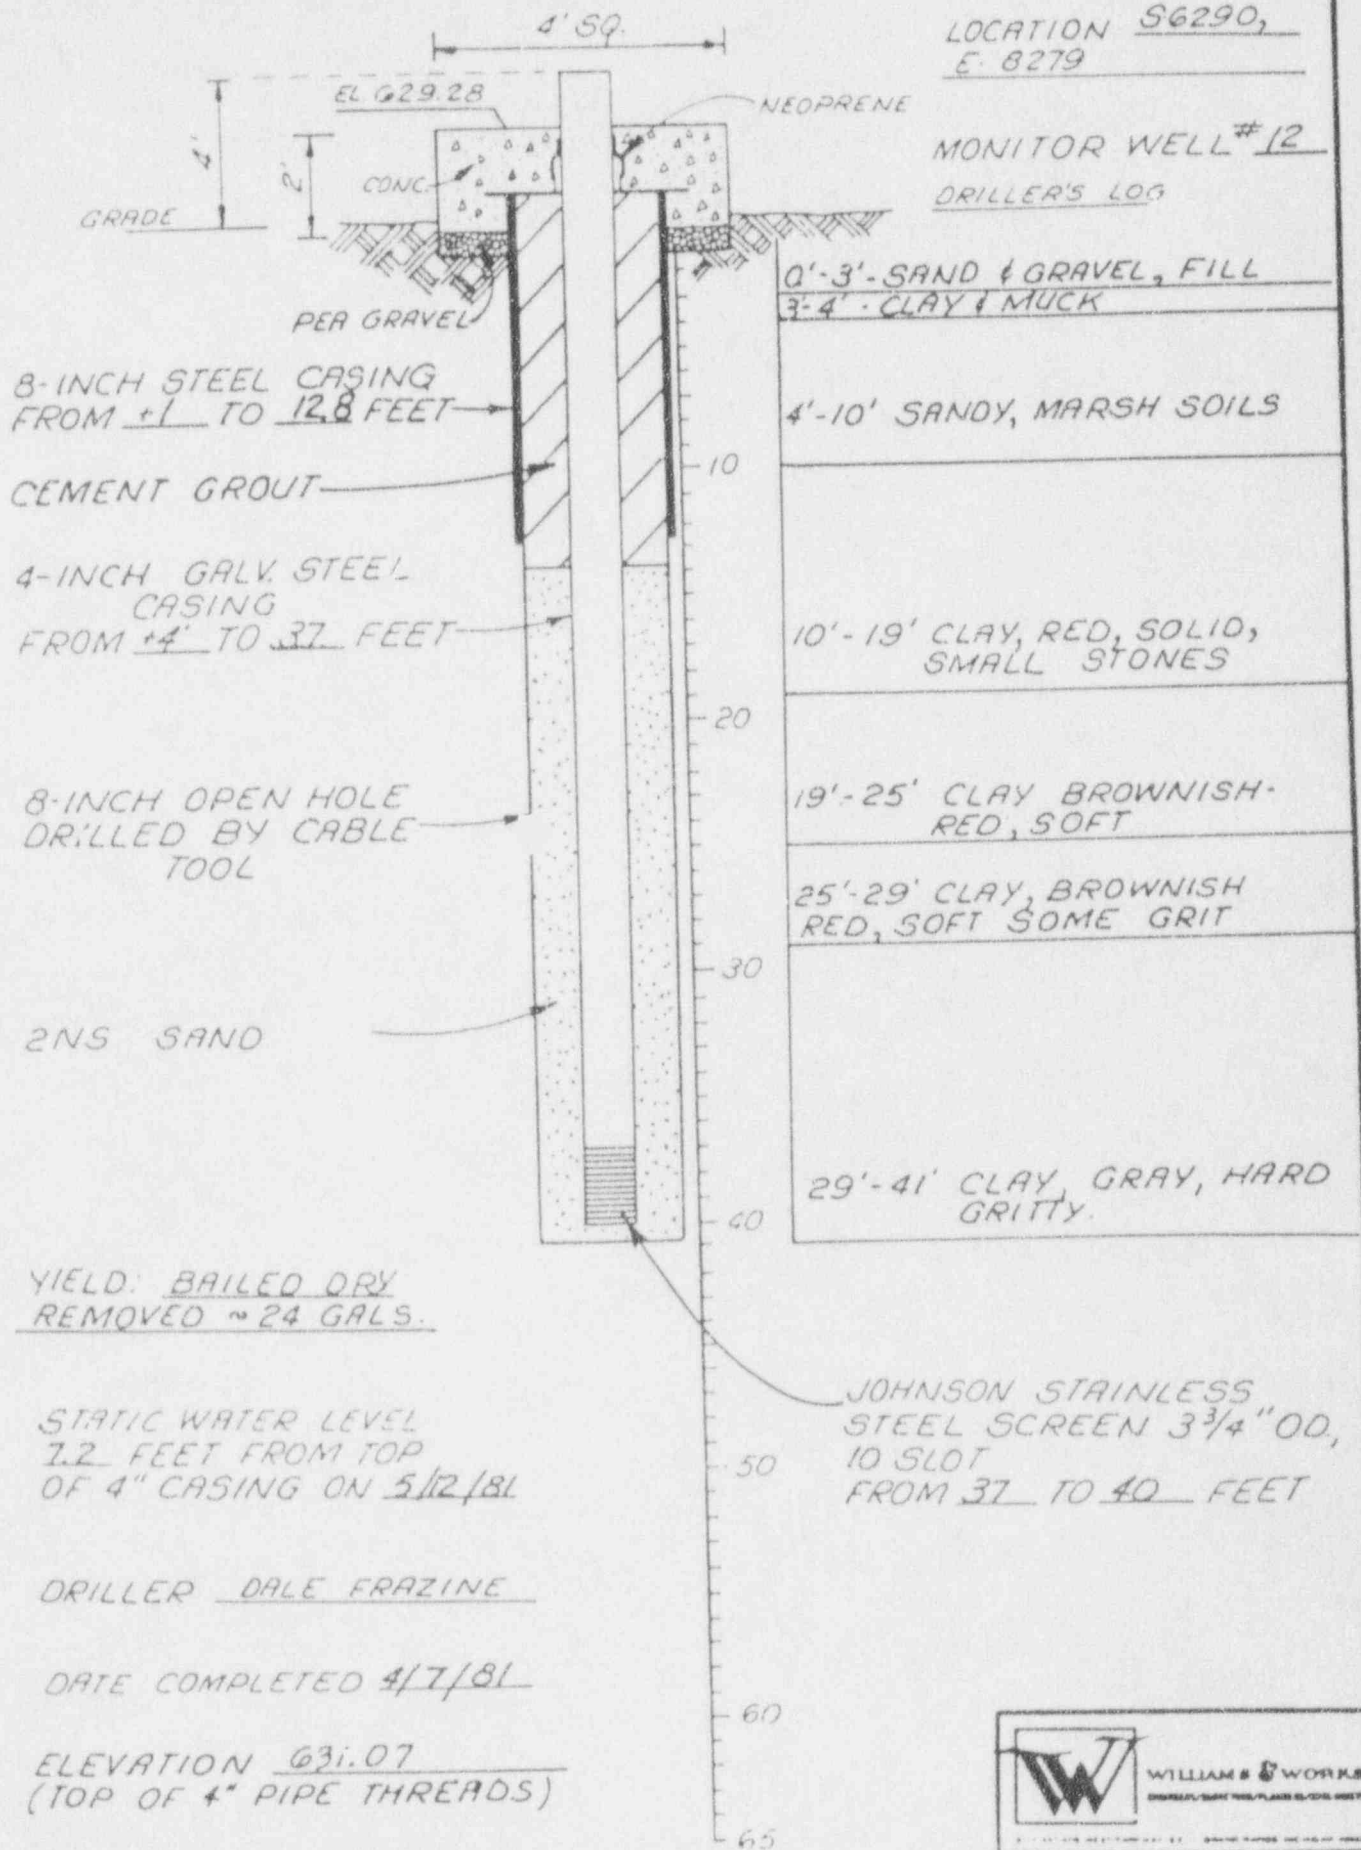 4' SQ.
LOCATION S6290,
E. 8279
EL 629.28
NEOPRENE
4'
2'
CONC.
MONITOR WELL #12
DRILLER'S LOG
GRADE
0'-3'-SAND & GRAVEL, FILL
3'-4' - CLAY & MUCK
PEA GRAVEL
8-INCH STEEL CASING
FROM +1 TO 12.8 FEET
4'-10' SANDY, MARSH SOILS
10
CEMENT GROUT
4-INCH GALV. STEEL
CASING
FROM +4' TO 37 FEET
10'-19' CLAY, RED, SOLID,
SMALL STONES
20
8-INCH OPEN HOLE
DRILLED BY CABLE
TOOL
19'-25' CLAY BROWNISH-
RED, SOFT
25'-29' CLAY, BROWNISH
RED, SOFT SOME GRIT
30
2NS SAND
29'-41' CLAY, GRAY, HARD
GRITTY.
40
YIELD: BAILED DRY
REMOVED ~24 GALS.
STATIC WATER LEVEL
7.2 FEET FROM TOP
OF 4" CASING ON 5/12/81
JOHNSON STAINLESS
STEEL SCREEN 3 3/4" OD.,
10 SLOT
FROM 37 TO 40 FEET
50
DRILLER DALE FRAZINE
DATE COMPLETED 4/7/81
60
ELEVATION 631.07
(TOP OF 4" PIPE THREADS)
65
W
WILLIAMS & WORKS